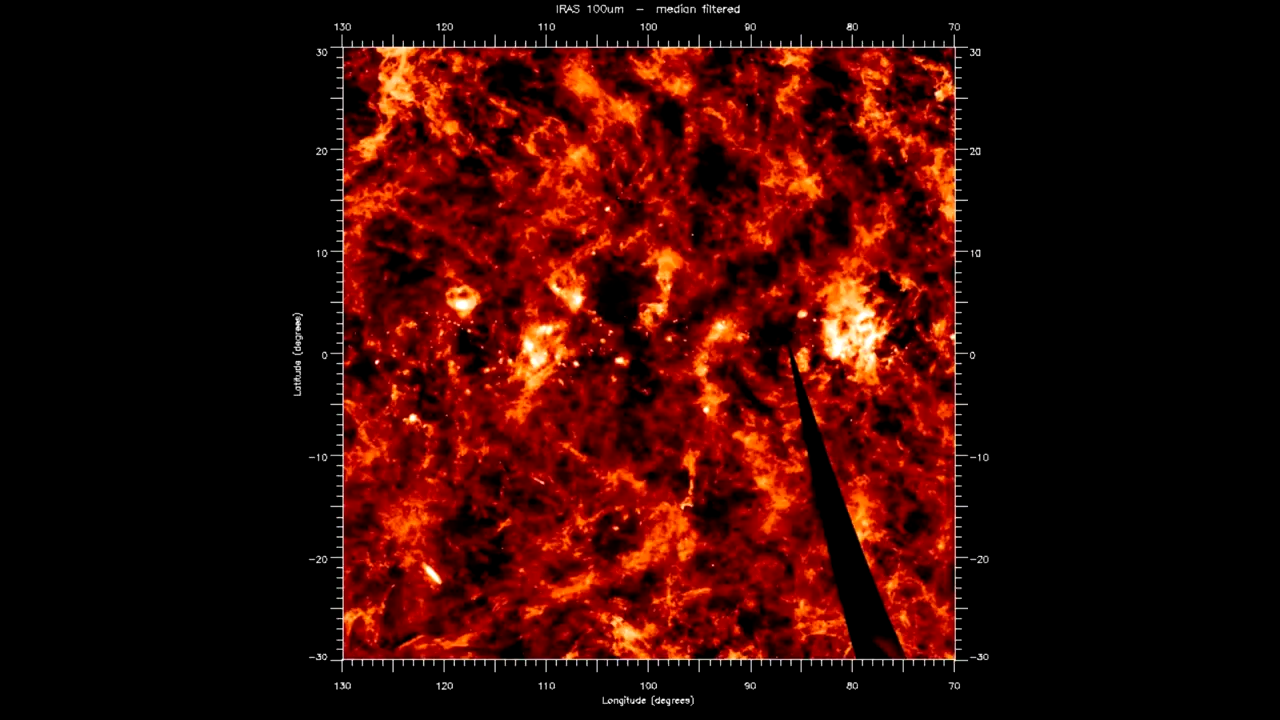 IRAS 100um — median filtered
130 120 110 100 90 80 70
30 30
20 20
10 10
0 0
-10 -10
-20 -20
-30 -30
Latitude (degrees)
130 120 110 100 90 80 70
Longitude (degrees)